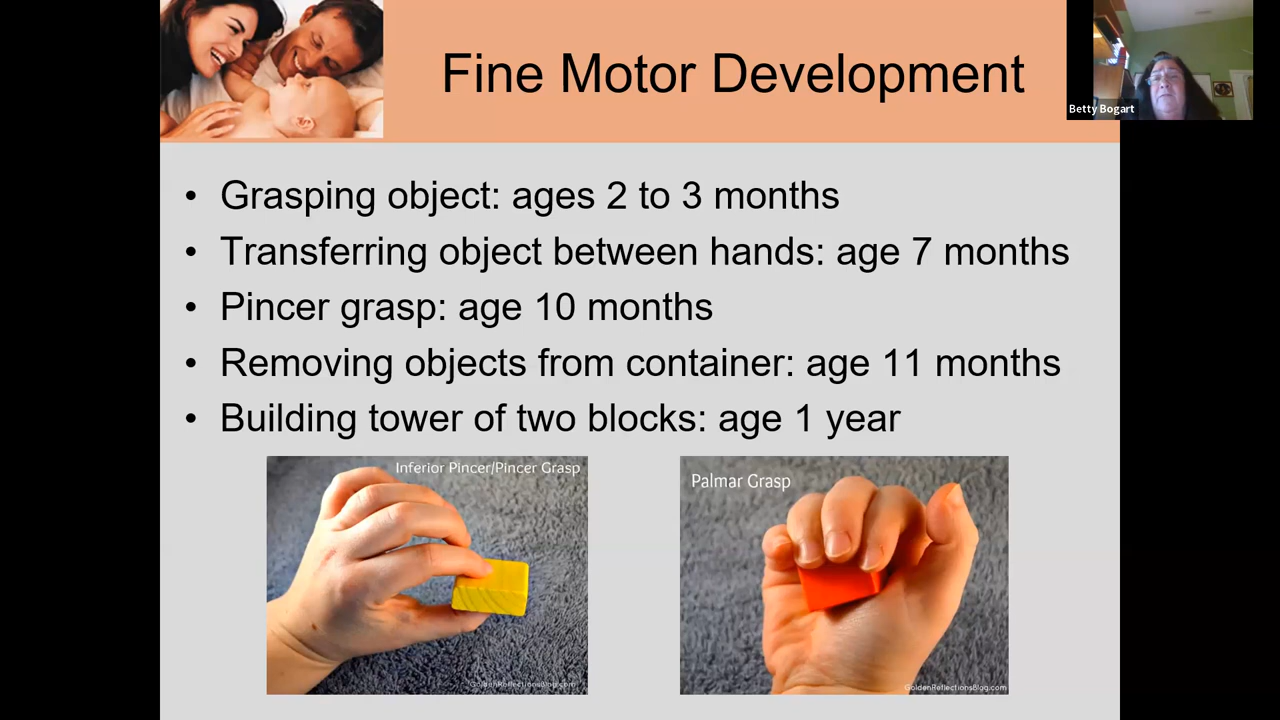 Fine Motor Development
Betty Bogart
• Grasping object: ages 2 to 3 months
• Transferring object between hands: age 7 months
• Pincer grasp: age 10 months
• Removing objects from container: age 11 months
• Building tower of two blocks: age 1 year
Inferior Pincer/Pincer Grasp
Palmar Grasp
GoldenReflectionsBlog.com
GoldenReflectionsBlog.com